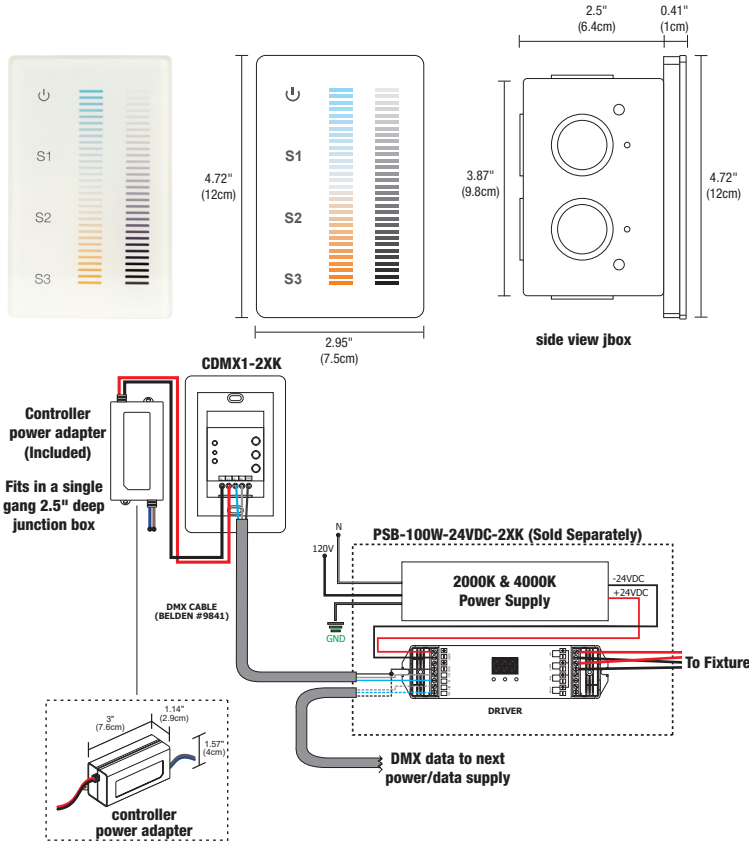 2.5"
(6.4cm)
0.41"
(1cm)
S1
S2
S3
4.72"
(12cm)
S1
S2
S3
2.95"
(7.5cm)
3.87"
(9.8cm)
4.72"
(12cm)
side view jbox
CDMX1-2XK
Controller
power adapter
(Included)
Fits in a single
gang 2.5" deep
junction box
DMX CABLE
(BELDEN #9841)
N
120V
GND
PSB-100W-24VDC-2XK (Sold Separately)
2000K & 4000K
Power Supply
-24VDC
+24VDC
To Fixture
DRIVER
DMX data to next
power/data supply
3"
(7.6cm)
1.14"
(2.9cm)
1.57"
(4cm)
controller
power adapter